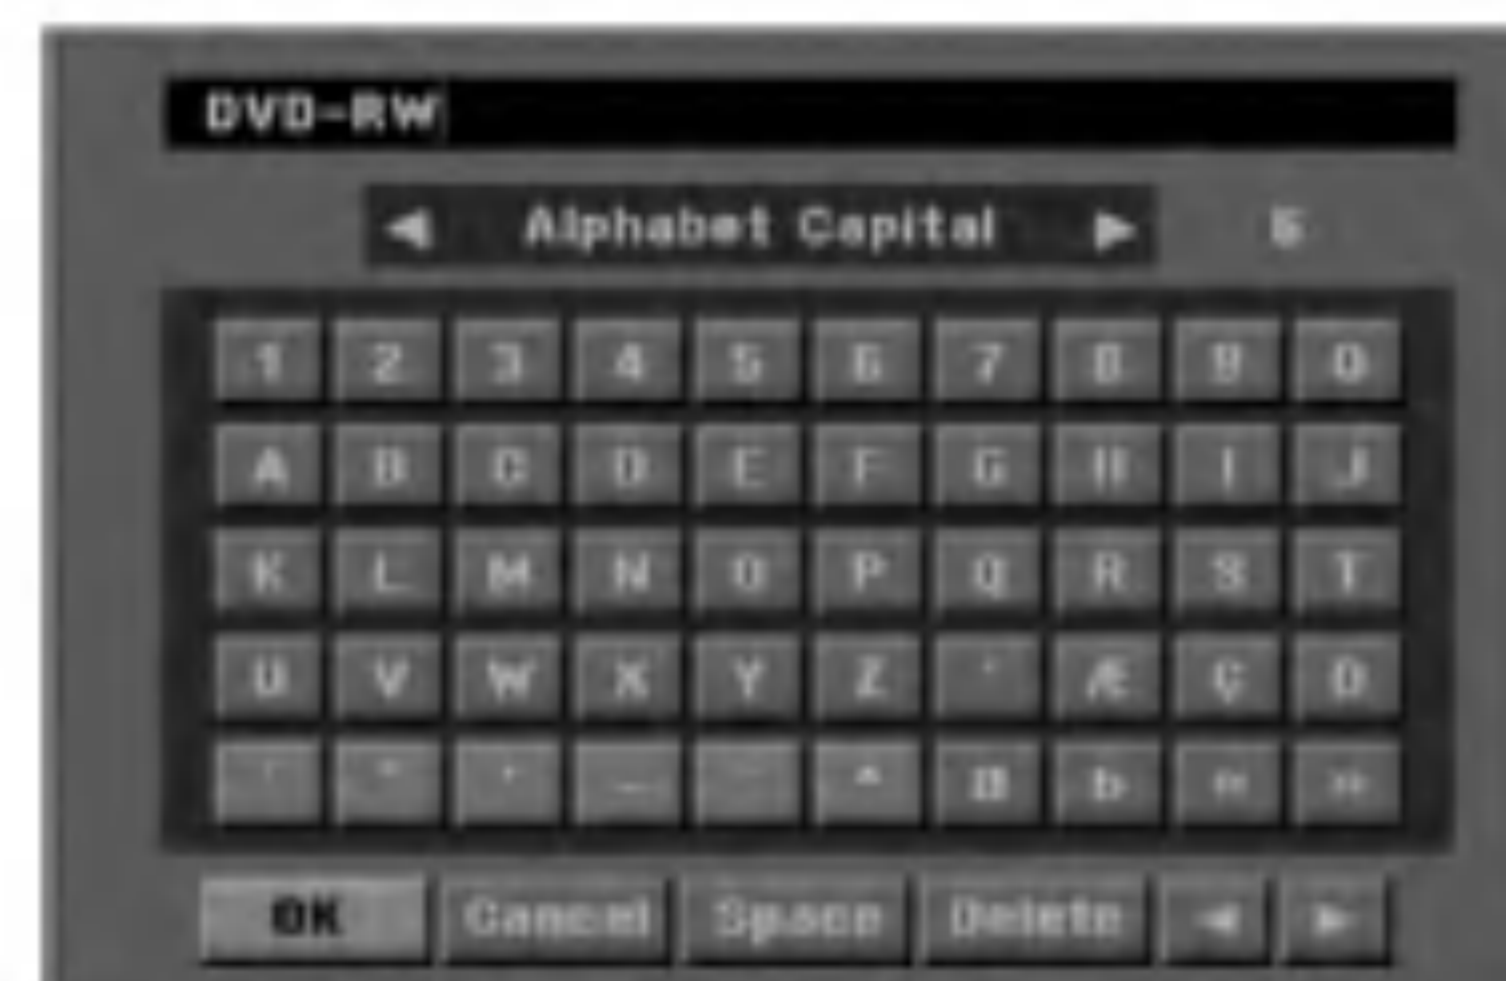 DVD-RW
◀ Alphabet Capital ▶
1 2 3 4 5 6 7 8 9 0
A B C D E F G H I J
K L M N O P Q R S T
U V W X Y Z Æ Ç
OK Cancel Space Delete ◀ ▶